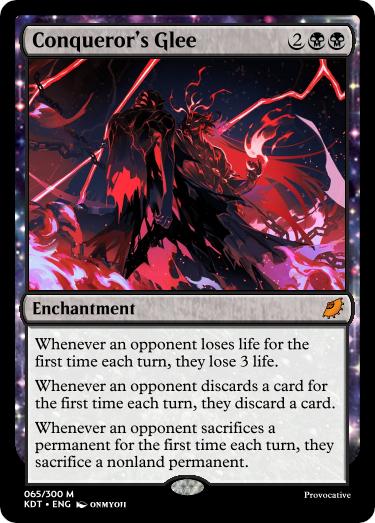 Conqueror's Glee 2
Enchantment
Whenever an opponent loses life for the
first time each turn, they lose 3 life.
Whenever an opponent discards a card for
the first time each turn, they discard a card.
Whenever an opponent sacrifices a
permanent for the first time each turn, they
sacrifice a nonland permanent.
065/300 M
KDT • ENG ONMYOJI
Provocative